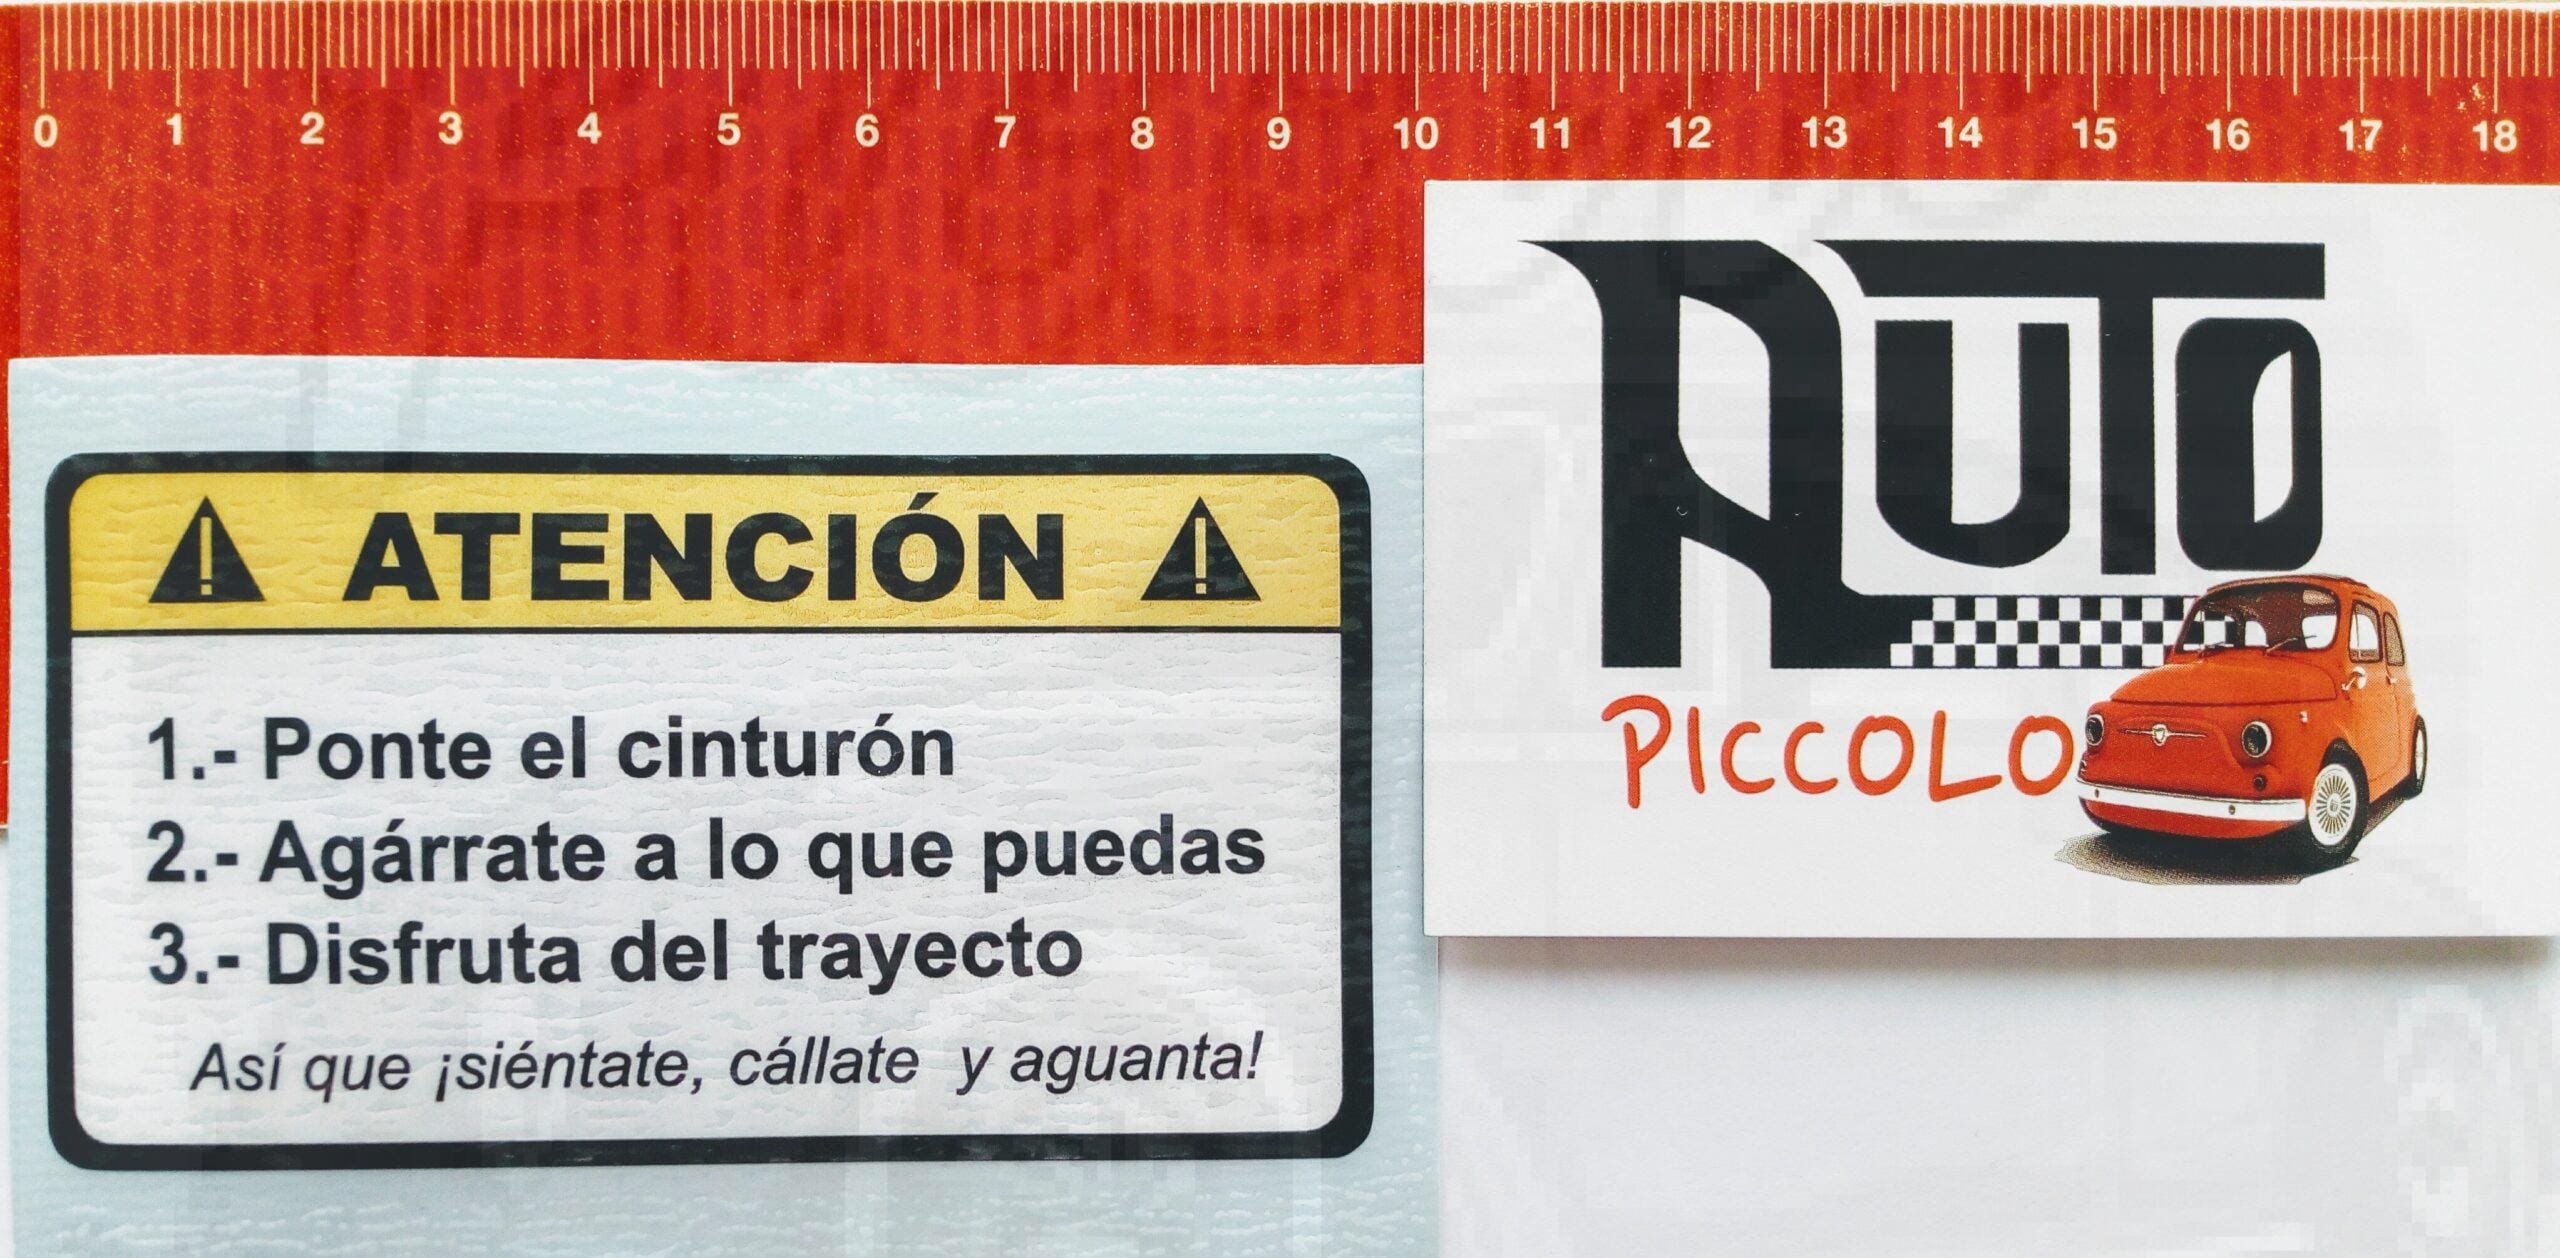 0 1 2 3 4 5 6 7 8 9 10 11 12 13 14 15 16 17 18
ATENCIÓN
1.- Ponte el cinturón
2.- Agárrate a lo que puedas
3.- Disfruta del trayecto
Así que ¡siéntate, cállate y aguanta!
AUTO
PICCOLO